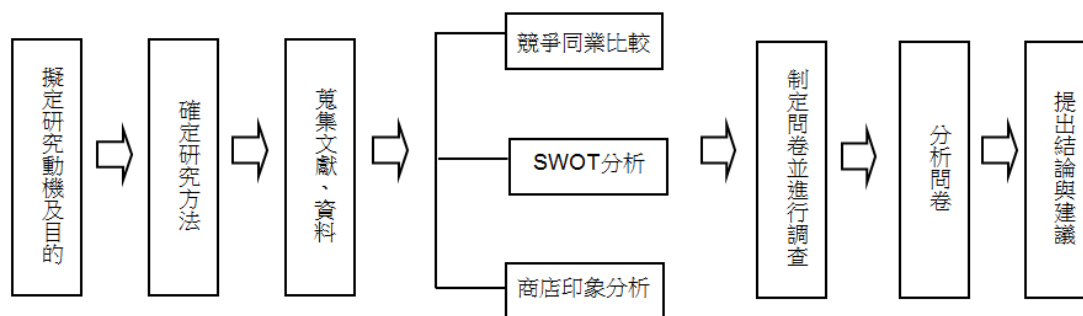 擬定研究動機及目的
確定研究方法
蒐集文獻、資料
競爭同業比較
SWOT分析
商店印象分析
制定問卷並進行調查
分析問卷
提出結論與建議